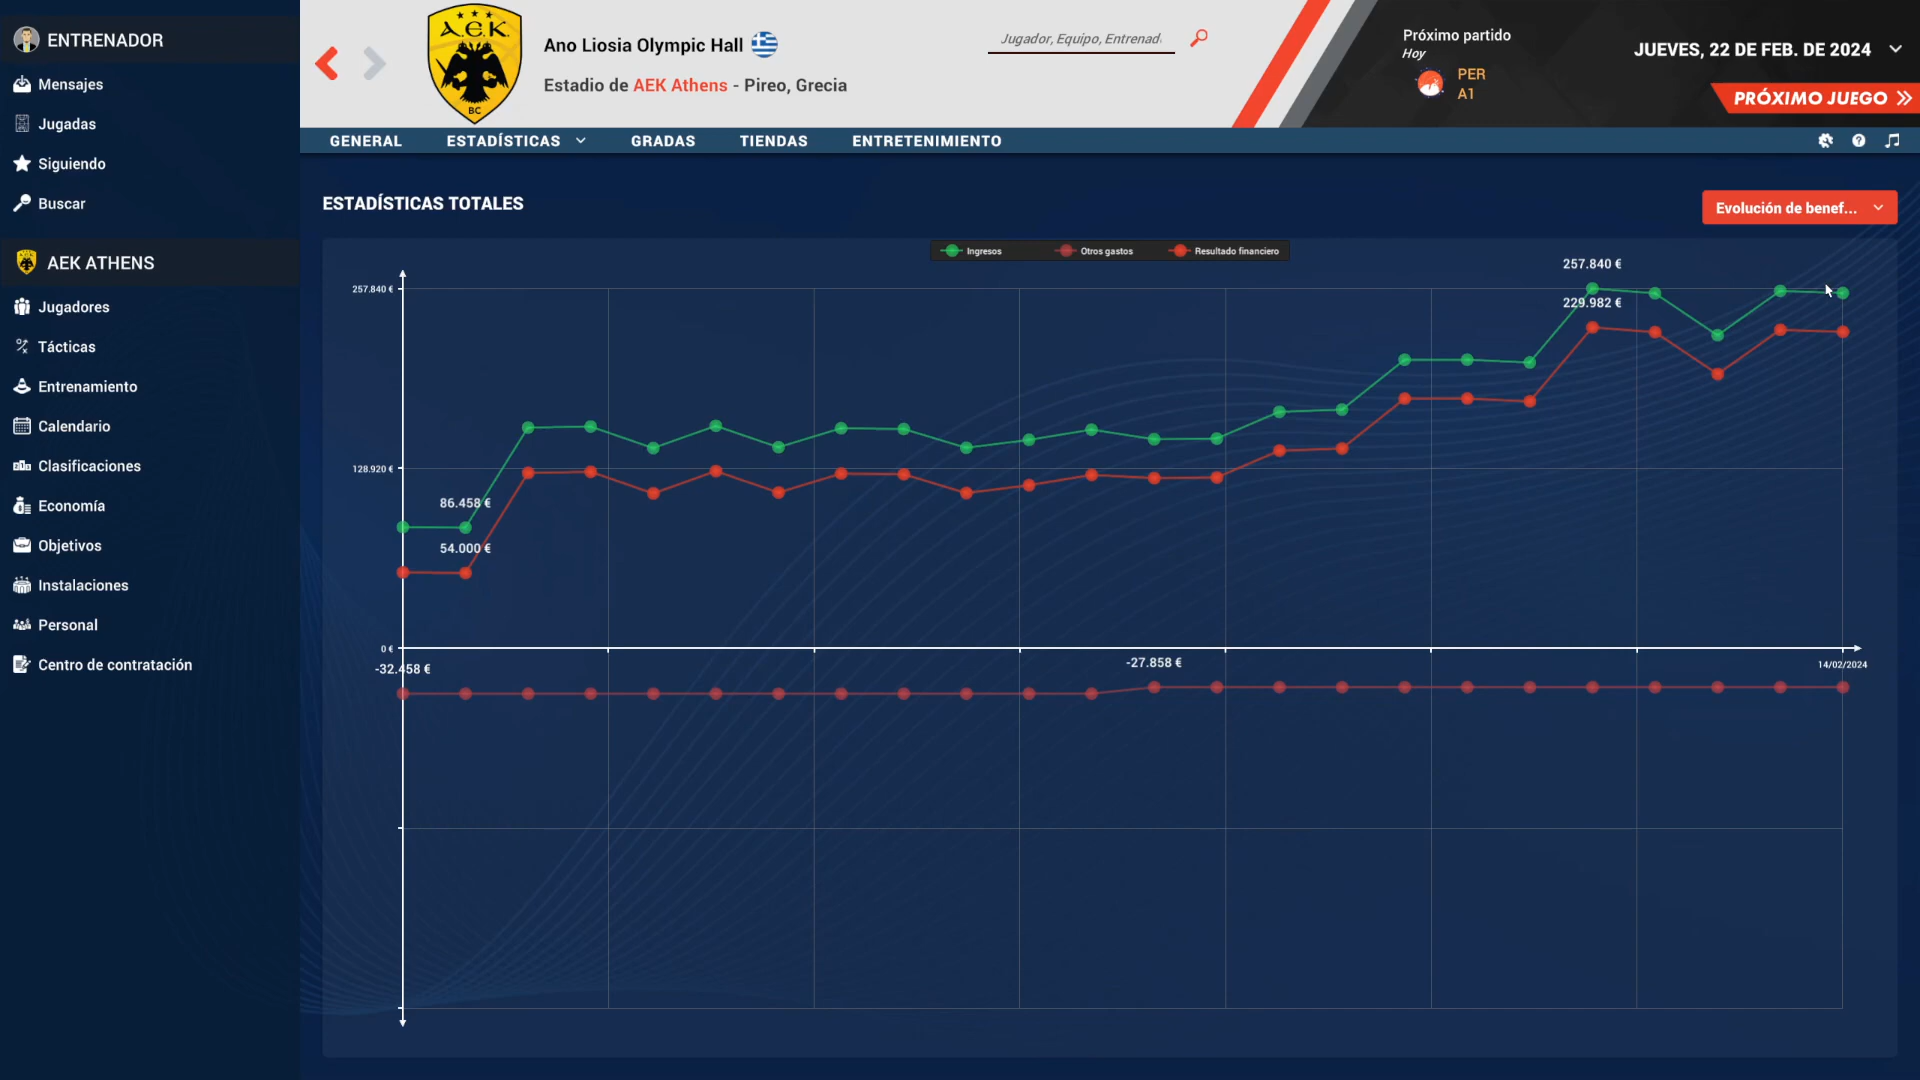 ENTRENADOR
Mensajes
Jugadas
Siguiendo
Buscar
AEK ATHENS
Jugadores
Tácticas
Entrenamiento
Calendario
Clasificaciones
Economía
Objetivos
Instalaciones
Personal
Centro de contratación
A.E.K.
BC
Ano Liosia Olympic Hall
Estadio de AEK Athens - Pireo, Grecia
Jugador, Equipo, Entrenad
Próximo partido
Hoy
PER
A1
JUEVES, 22 DE FEB. DE 2024
PRÓXIMO JUEGO
GENERAL ESTADÍSTICAS GRADAS TIENDAS ENTRETENIMIENTO
ESTADÍSTICAS TOTALES
Evolución de benef...
Ingresos Otros gastos Resultado financiero
257.840 €
257.840 €
229.982 €
128.920 €
86.458 €
54.000 €
0 €
-32.458 €
-27.858 €
14/02/2024